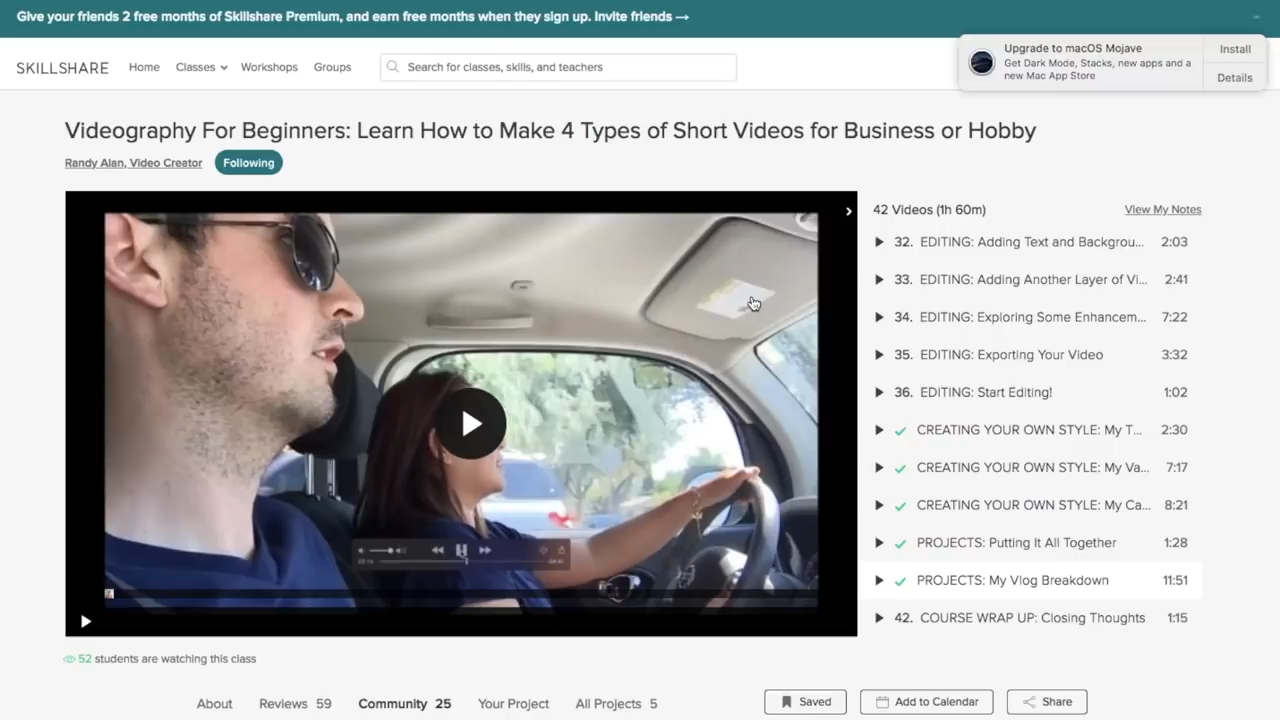 Give your friends 2 free months of Skillshare Premium, and earn free months when they sign up. Invite friends →
Upgrade to macOS Mojave
Get Dark Mode, Stacks, new apps and a
new Mac App Store
Install
Details
SKILLSHARE
Home
Classes
Workshops
Groups
Search for classes, skills, and teachers
Videography For Beginners: Learn How to Make 4 Types of Short Videos for Business or Hobby
Randy Alan, Video Creator
Following
42 Videos (1h 60m)
View My Notes
32. EDITING: Adding Text and Backgrou... 2:03
33. EDITING: Adding Another Layer of Vi... 2:41
34. EDITING: Exploring Some Enhancem... 7:22
35. EDITING: Exporting Your Video 3:32
36. EDITING: Start Editing! 1:02
CREATING YOUR OWN STYLE: My T... 2:30
CREATING YOUR OWN STYLE: My Va... 7:17
CREATING YOUR OWN STYLE: My Ca... 8:21
PROJECTS: Putting It All Together 1:28
PROJECTS: My Vlog Breakdown 11:51
42. COURSE WRAP UP: Closing Thoughts 1:15
52 students are watching this class
About
Reviews 59
Community 25
Your Project
All Projects 5
Saved
Add to Calendar
Share